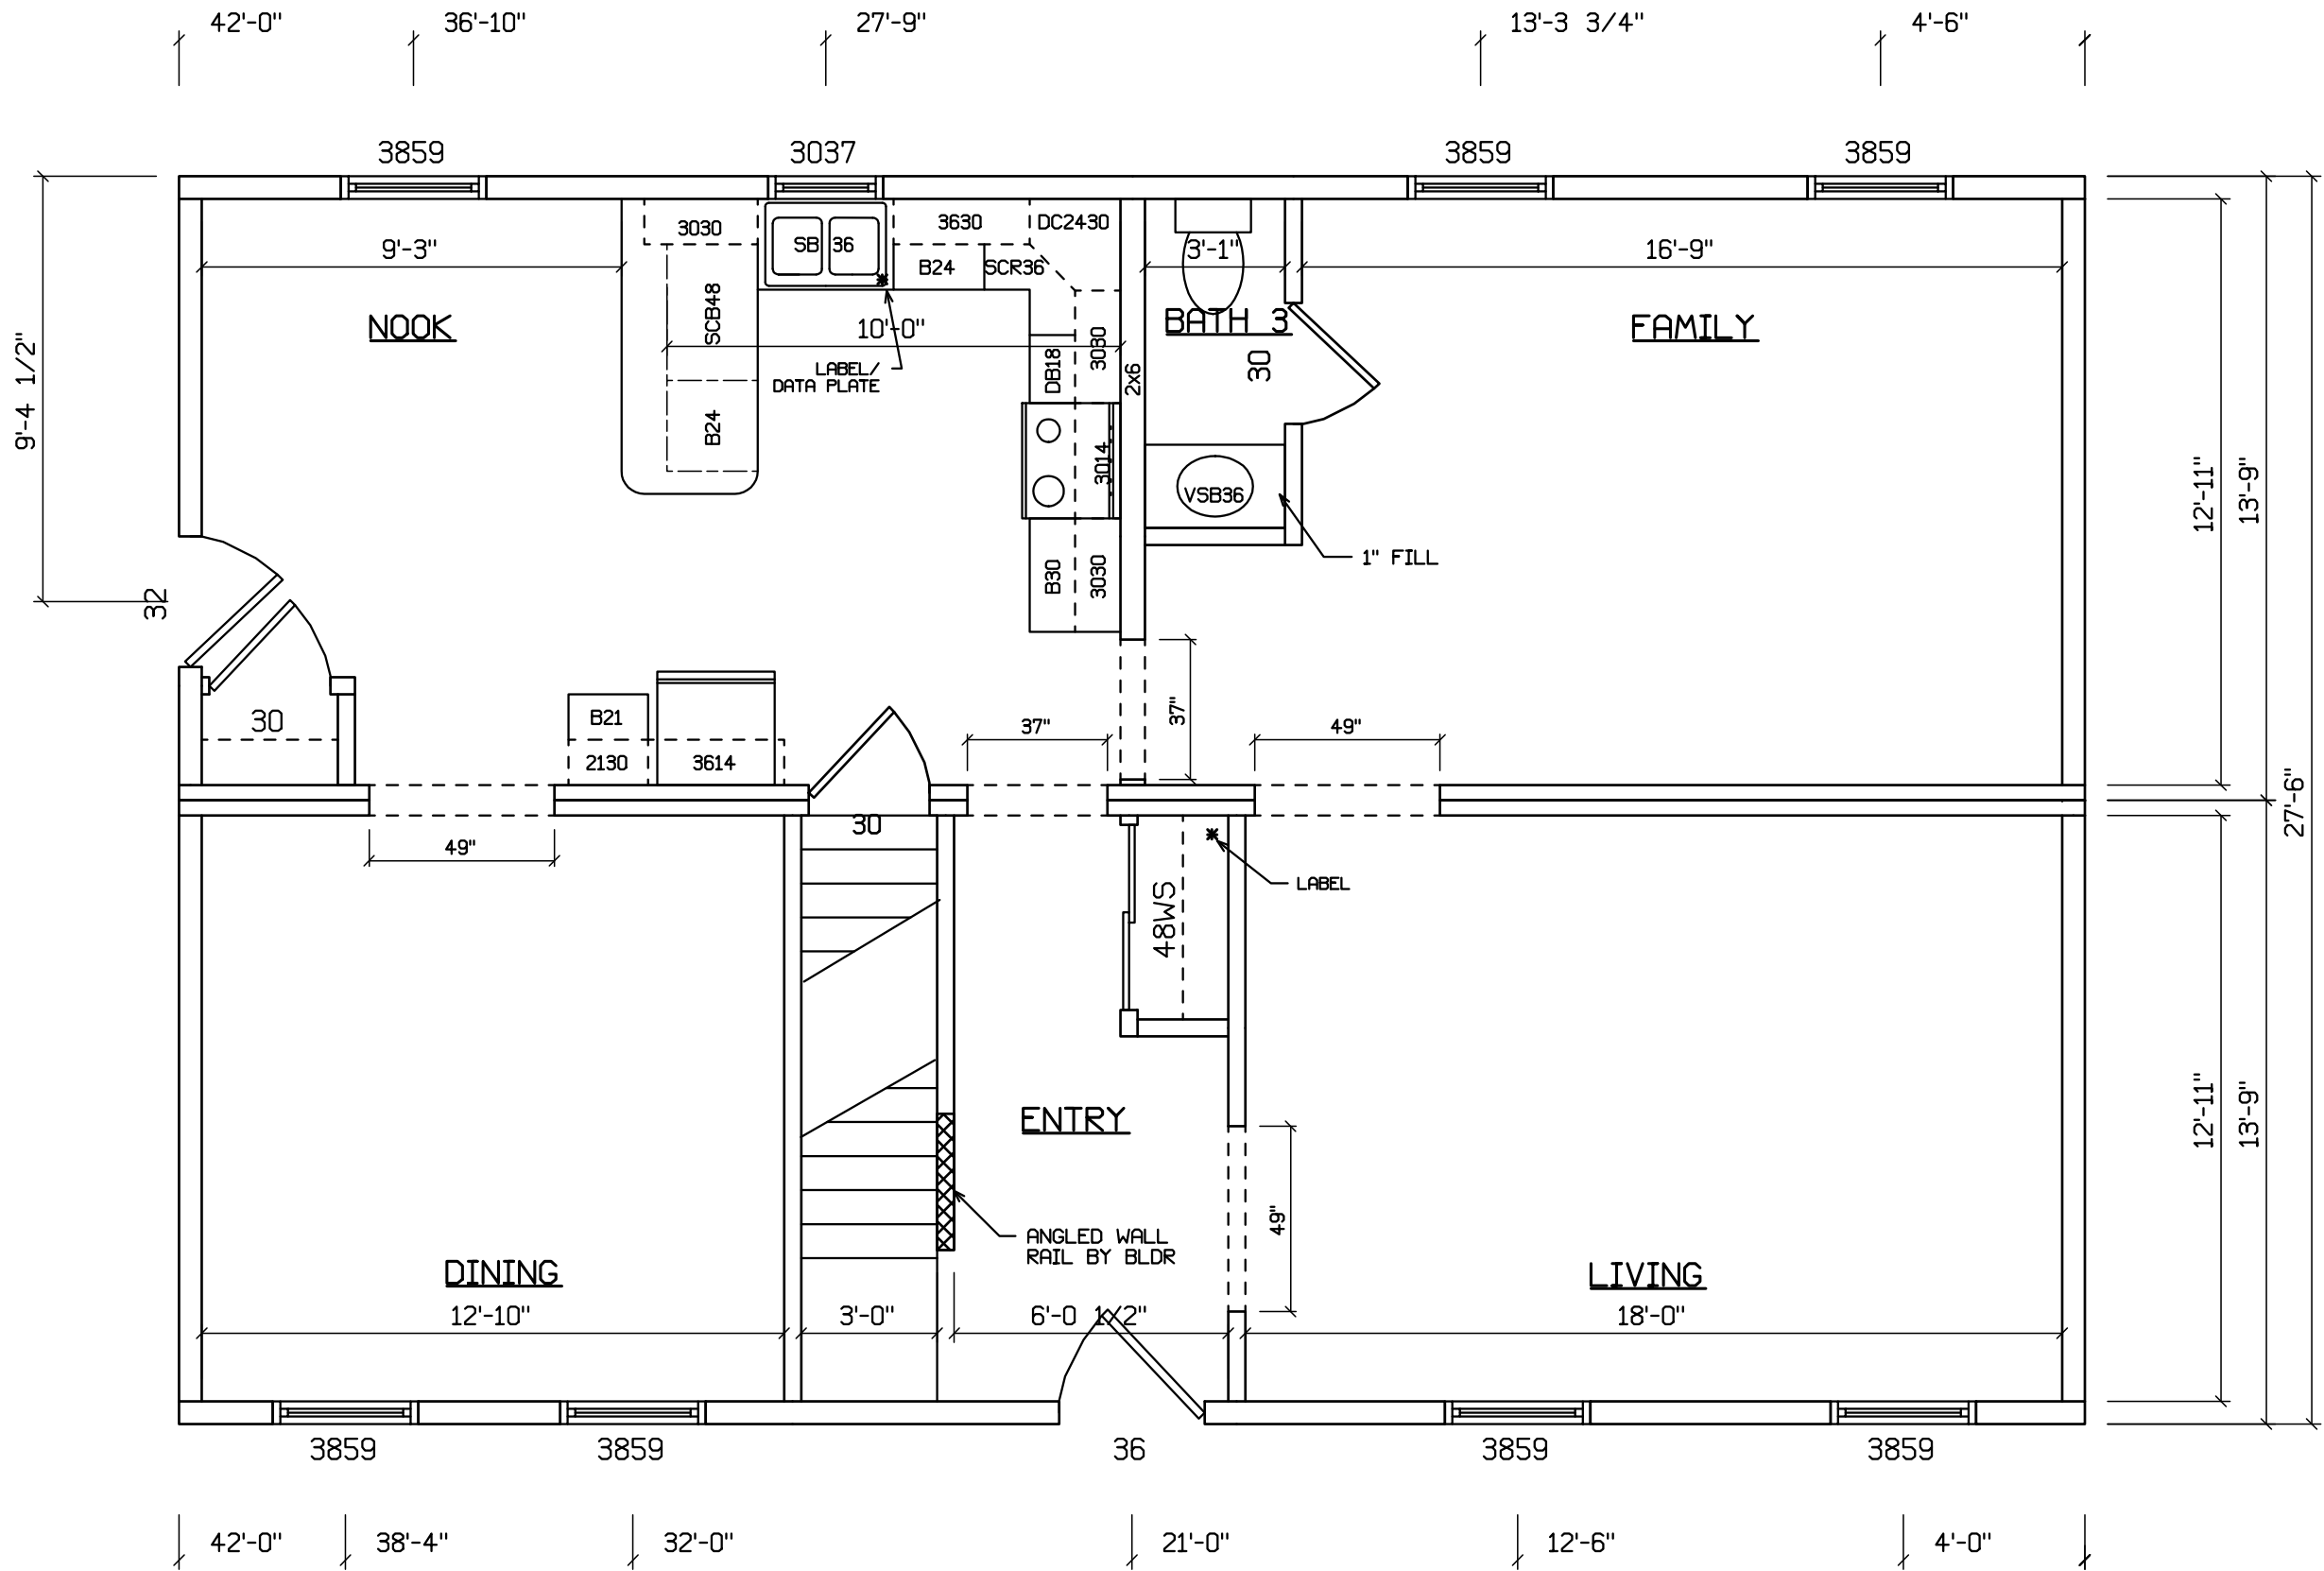 42'-0" 36'-10" 27'-9" 13'-3 3/4" 4'-6"
3859 3037 3859 3859
3030 SB 36 3630 DC2430
9'-3" B24 SCR36 3'-1" 16'-9"
NOOK SCB48 10'-0" BATH 3 FAMILY
9'-4 1/2"
LABEL/
DATA PLATE
DB18 3030 2x6 30
B24 3014 VSB36
12'-11" 13'-9"
1" FILL
32 B30 3030
30 B21 37" 37" 49"
2130 3614
27'-6"
30
49"
LABEL
48WS
ENTRY
12'-11" 13'-9"
49"
ANGLED WALL
RAIL BY BLDR
DINING LIVING
12'-10" 3'-0" 6'-0 1/2" 18'-0"
3859 3859 36 3859 3859
42'-0" 38'-4" 32'-0" 21'-0" 12'-6" 4'-0"